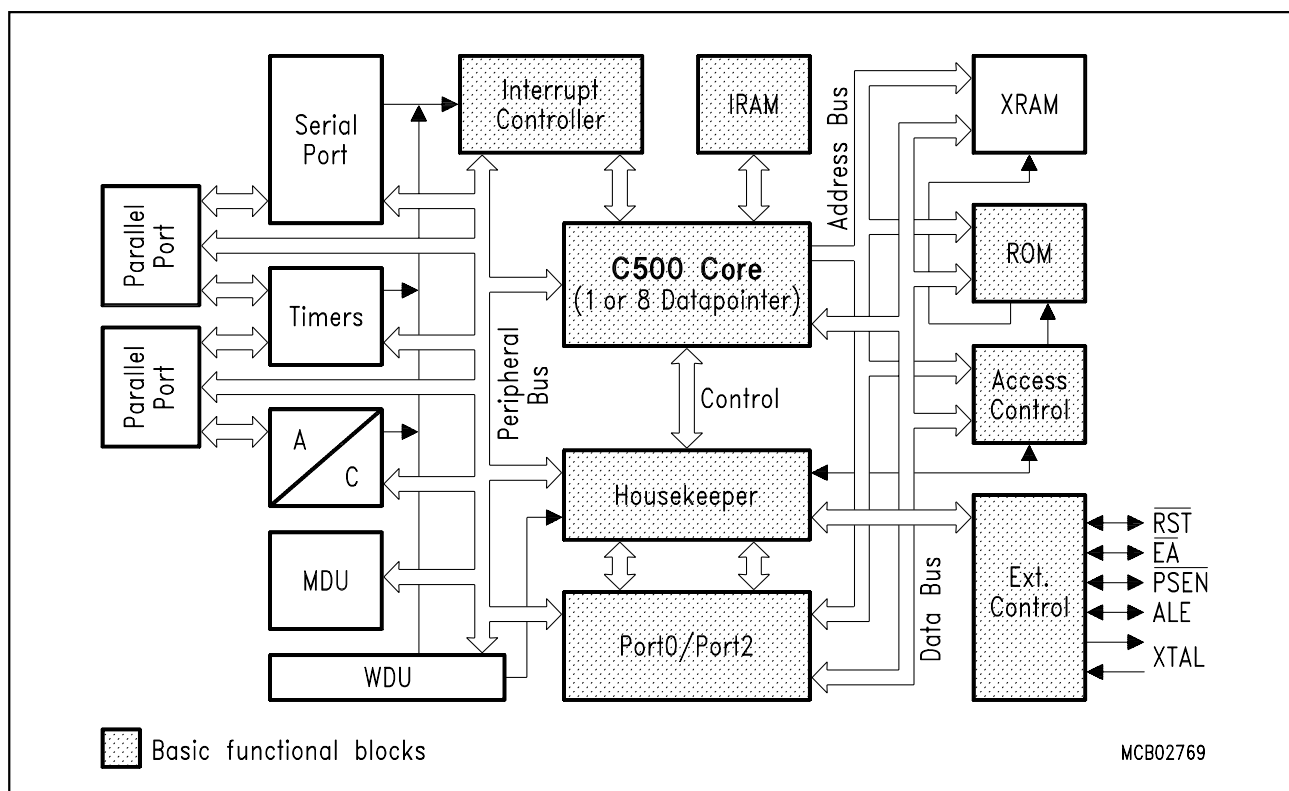 Serial
Port
Interrupt
Controller
IRAM
Address Bus
XRAM
Parallel
Port
C500 Core
(1 or 8 Datapointer)
ROM
Timers
Parallel
Port
Peripheral
Bus
Control
Access
Control
A
C
Housekeeper
MDU
Port0/Port2
Data Bus
Ext.
Control
RST
EA
PSEN
ALE
XTAL
WDU
Basic functional blocks
MCB02769